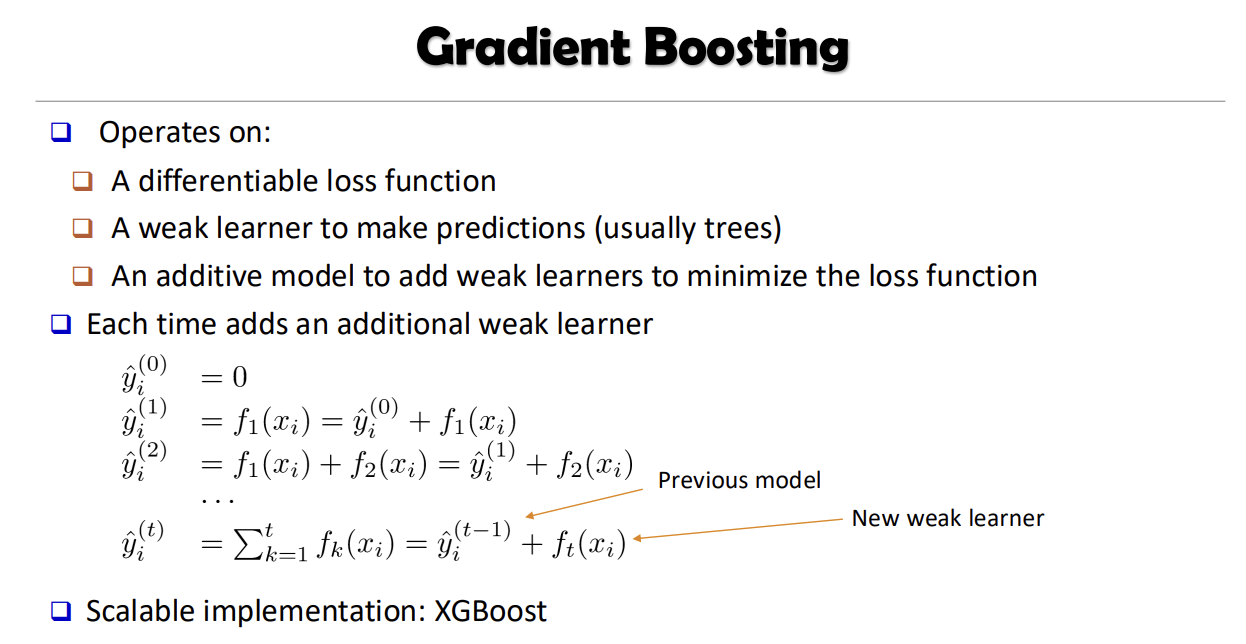 Gradient Boosting
❑ Operates on:
❑ A differentiable loss function
❑ A weak learner to make predictions (usually trees)
❑ An additive model to add weak learners to minimize the loss function
❑ Each time adds an additional weak learner
$\hat{y}_i^{(0)} = 0$
$\hat{y}_i^{(1)} = f_1(x_i) = \hat{y}_i^{(0)} + f_1(x_i)$
$\hat{y}_i^{(2)} = f_1(x_i) + f_2(x_i) = \hat{y}_i^{(1)} + f_2(x_i)$
Previous model
$\cdots$
New weak learner
$\hat{y}_i^{(t)} = \sum_{k=1}^{t} f_k(x_i) = \hat{y}_i^{(t-1)} + f_t(x_i)$
❑ Scalable implementation: XGBoost